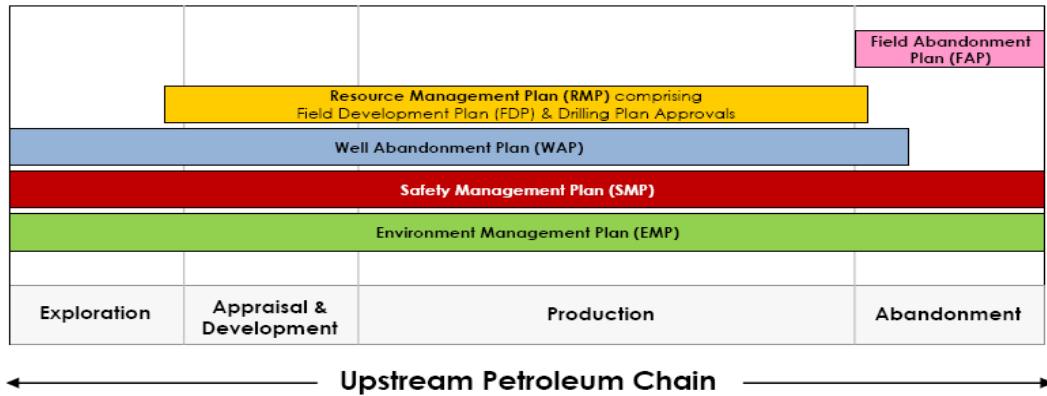 Field Abandonment
Plan (FAP)
Resource Management Plan (RMP) comprising
Field Development Plan (FDP) & Drilling Plan Approvals
Well Abandonment Plan (WAP)
Safety Management Plan (SMP)
Environment Management Plan (EMP)
Exploration
Appraisal &
Development
Production
Abandonment
Upstream Petroleum Chain